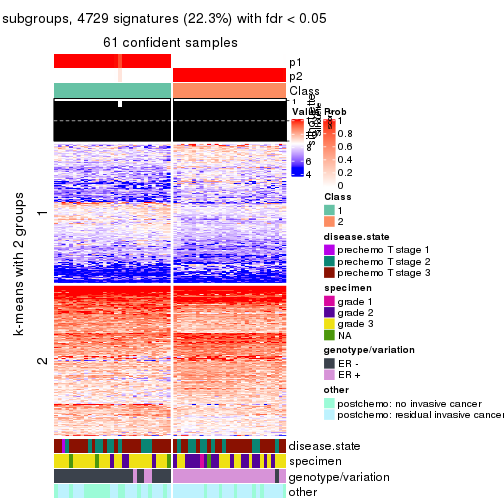 subgroups, 4729 signatures (22.3%) with fdr < 0.05
61 confident samples
p1
p2
Class
1
Value
8
6
4
Prob
1
0.8
0.6
0.4
0.2
0
k-means with 2 groups
1
2
Class
1
2
disease.state
prechemo T stage 1
prechemo T stage 2
prechemo T stage 3
specimen
grade 1
grade 2
grade 3
NA
genotype/variation
ER -
ER +
other
postchemo: no invasive cancer
postchemo: residual invasive cancer
disease.state
specimen
genotype/variation
other